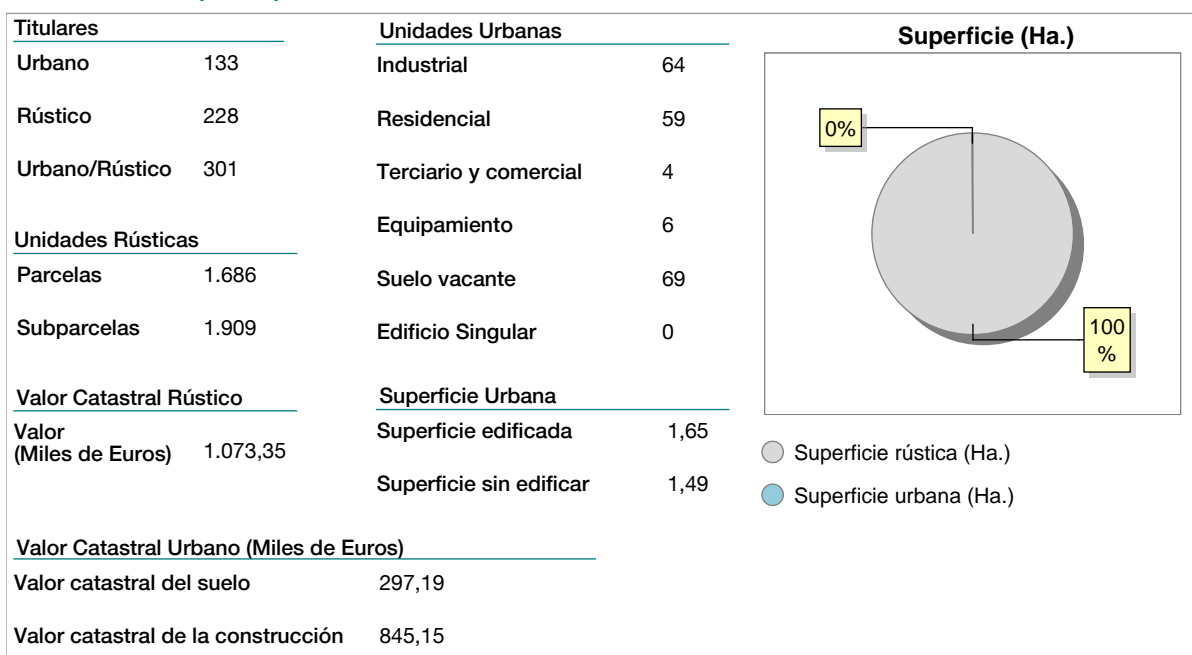 Titulares
Urbano 133
Rústico 228
Urbano/Rústico 301
Unidades Rústicas
Parcelas 1.686
Subparcelas 1.909
Valor Catastral Rústico
Valor
(Miles de Euros) 1.073,35
Unidades Urbanas
Industrial 64
Residencial 59
Terciario y comercial 4
Equipamiento 6
Suelo vacante 69
Edificio Singular 0
Superficie Urbana
Superficie edificada 1,65
Superficie sin edificar 1,49
Valor Catastral Urbano (Miles de Euros)
Valor catastral del suelo 297,19
Valor catastral de la construcción 845,15
Superficie (Ha.)
0%
100
%
Superficie rústica (Ha.)
Superficie urbana (Ha.)